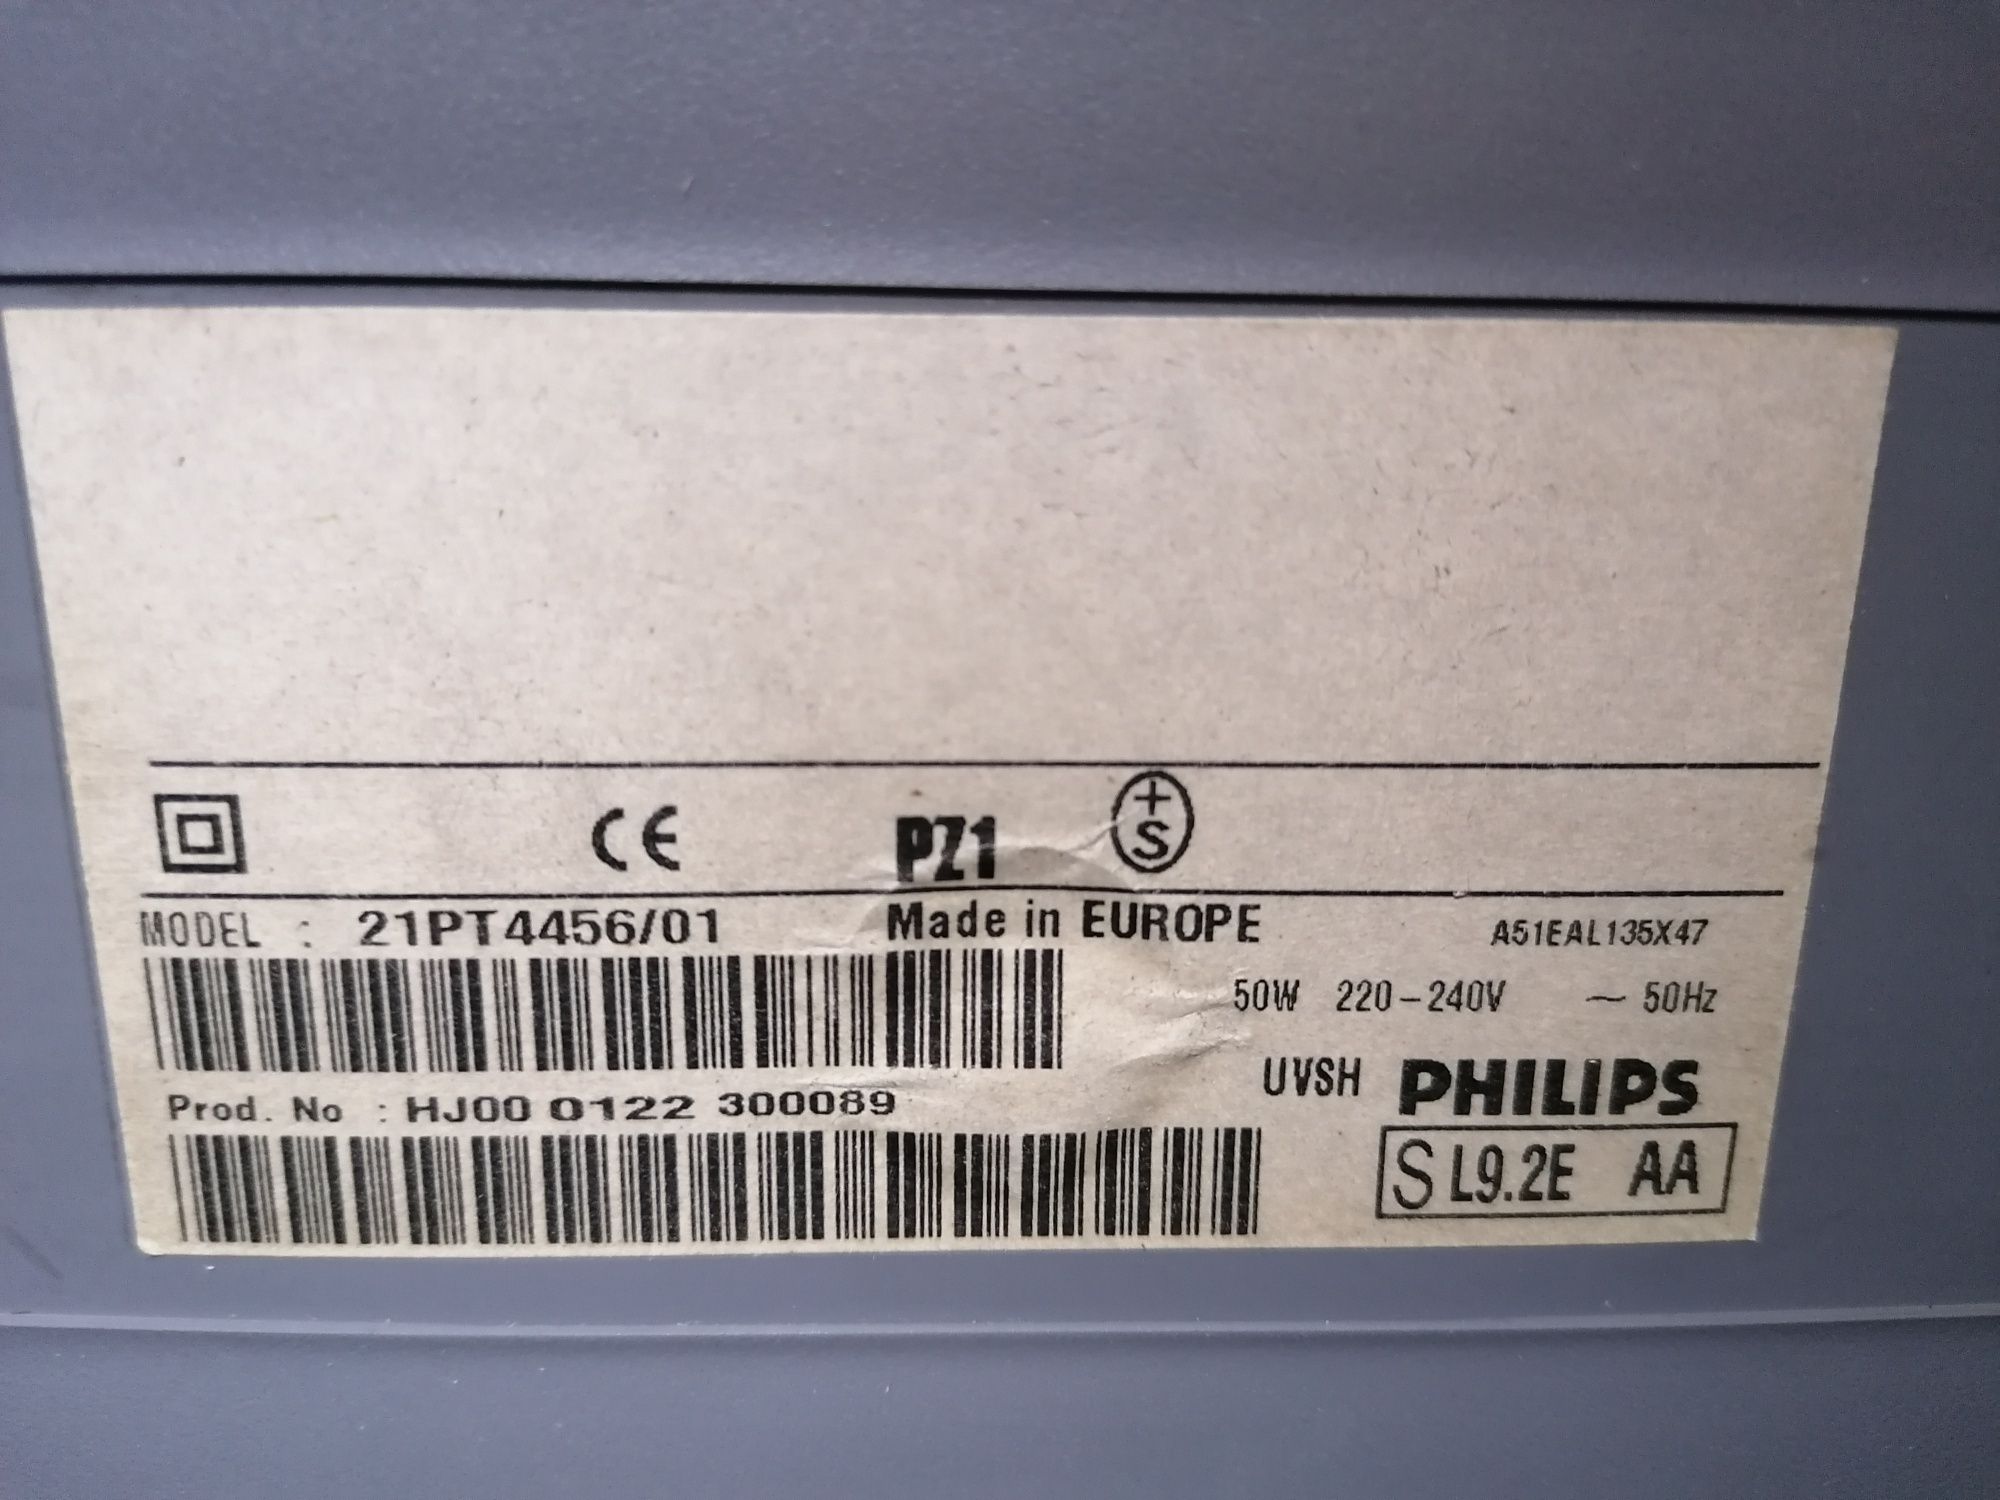 CE PZ1 +S
MODEL : 21PT4456/01 Made in EUROPE A51EAL135X47
50W 220-240V ~ 50Hz
UVSH PHILIPS
Prod. No : HJ00 0122 300089
S L9.2E AA